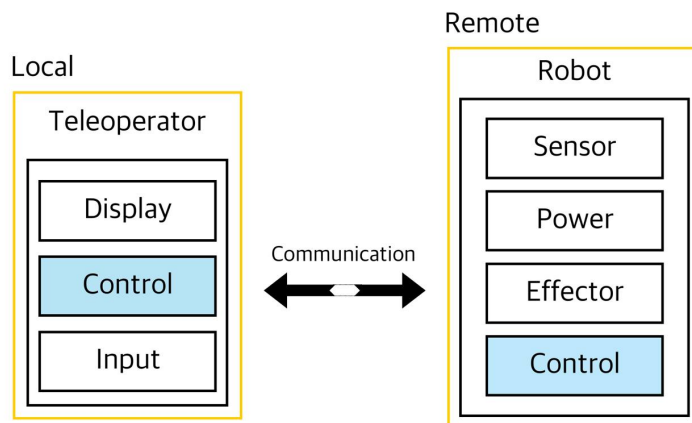 Local
Teleoperator
Display
Control
Input
Communication
Remote
Robot
Sensor
Power
Effector
Control